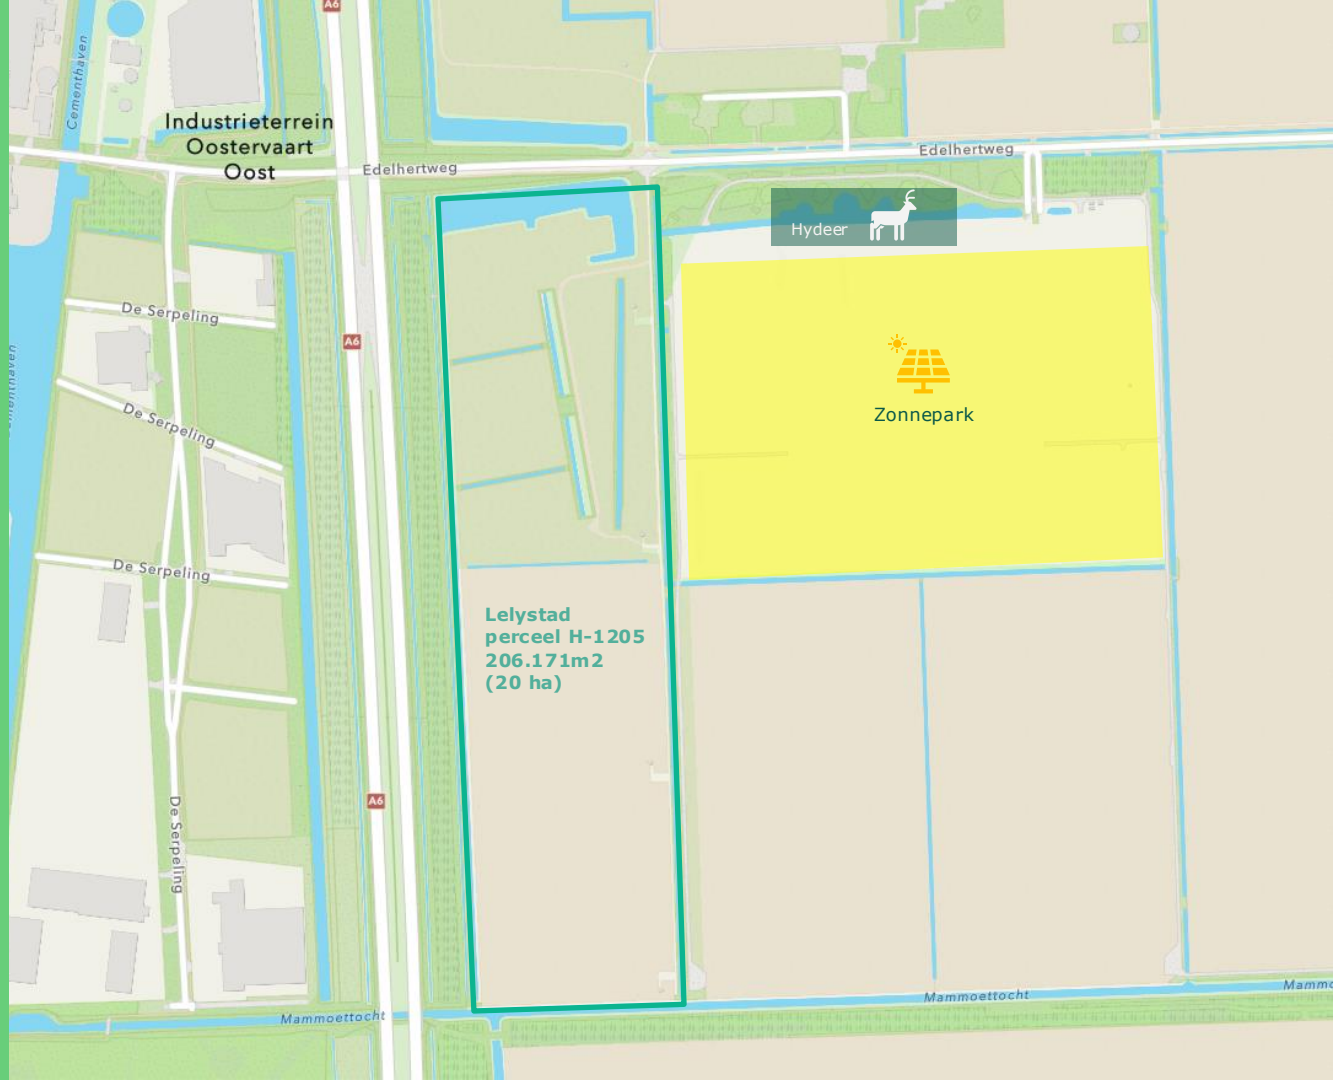 A6
Cementhaven
Industrieterrein
Oostervaart
Oost
Edelhertweg
Edelhertweg
Hydeer
De Serpeling
A6
Zonnepark
De Serpeling
De Serpeling
Lelystad
perceel H-1205
206.171m2
(20 ha)
A6
De Serpeling
Mammoettocht
Mammoettocht